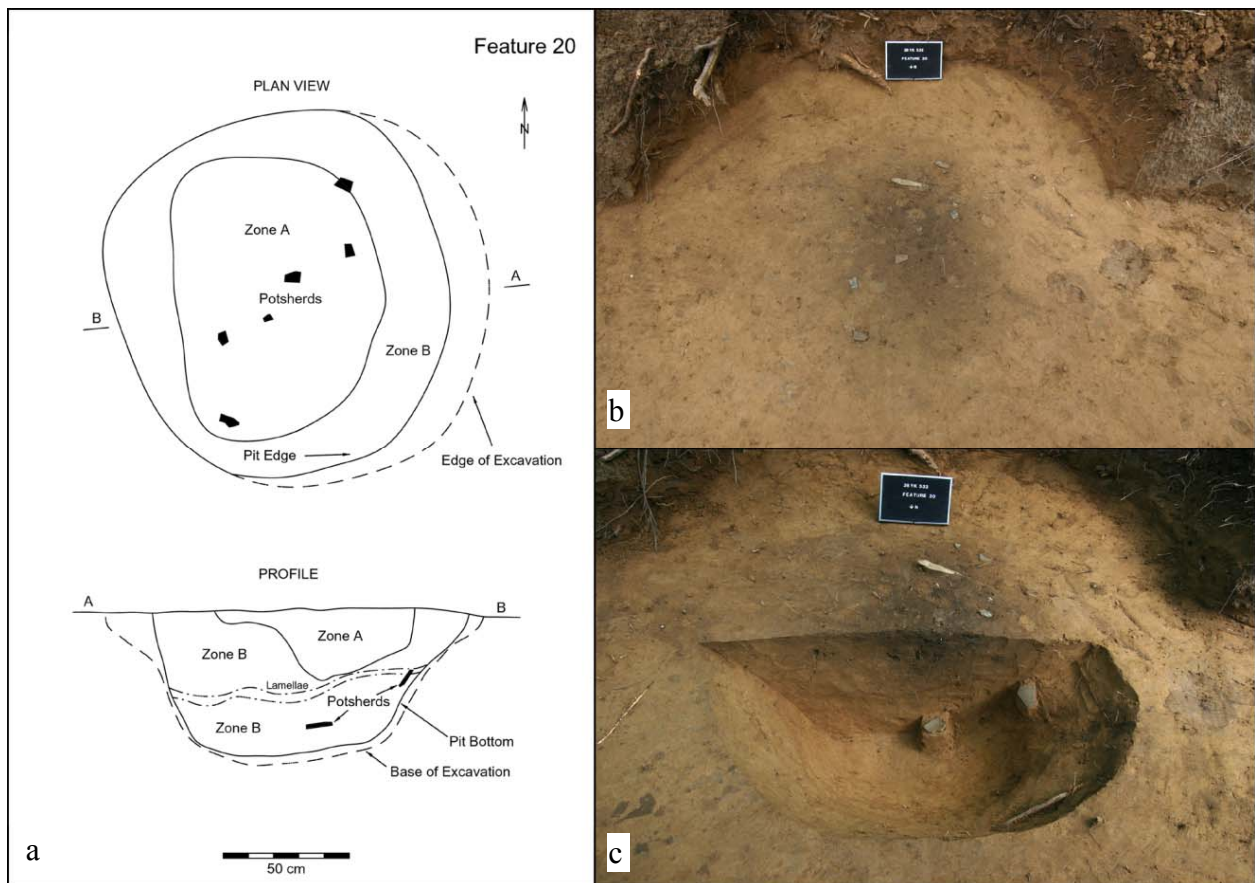 Feature 20
PLAN VIEW
N
Zone A
A
Potsherds
B
Zone B
Pit Edge
Edge of Excavation
PROFILE
A
B
Zone A
Zone B
Lamellae
Potsherds
Zone B
Pit Bottom
Base of Excavation
a
50 cm
b
FEATURE 20
c
FEATURE 20